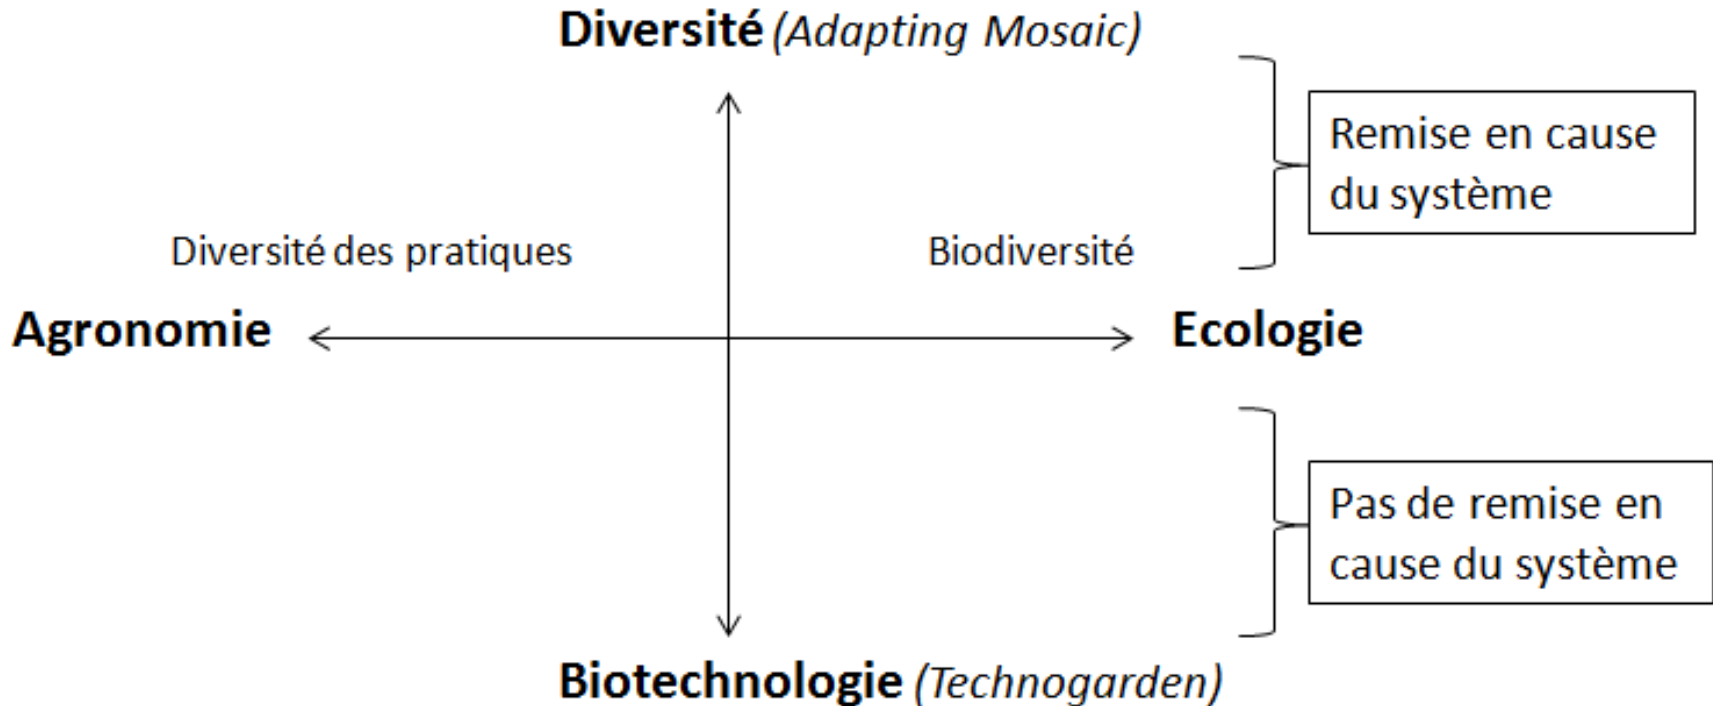 Diversité (Adapting Mosaic)
Remise en cause
du système
Diversité des pratiques
Biodiversité
Agronomie
Ecologie
Pas de remise en
cause du système
Biotechnologie (Technogarden)